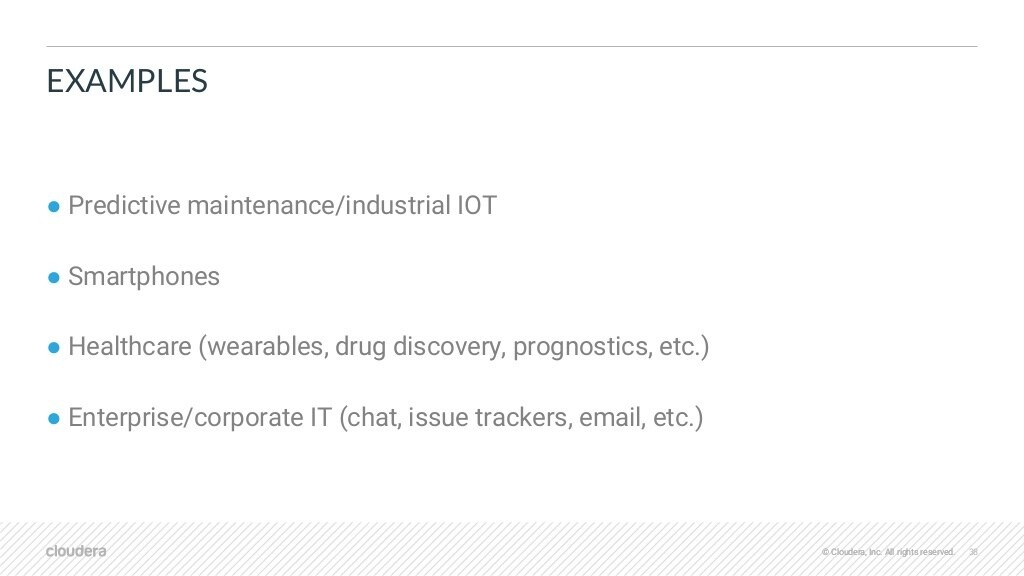 EXAMPLES
● Predictive maintenance/industrial IOT
● Smartphones
● Healthcare (wearables, drug discovery, prognostics, etc.)
● Enterprise/corporate IT (chat, issue trackers, email, etc.)
cloudera
© Cloudera, Inc. All rights reserved. 38